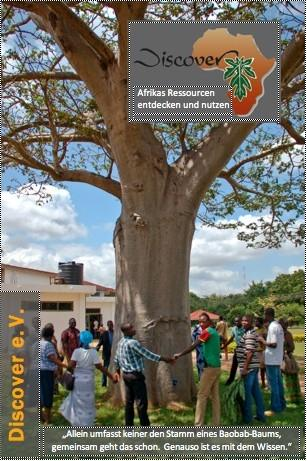 Discover
Afrikas Ressourcen
entdecken und nutzen
Discover e. V.
„Allein umfasst keiner den Stamm eines Baobab-Baums,
gemeinsam geht das schon. Genauso ist es mit dem Wissen.“